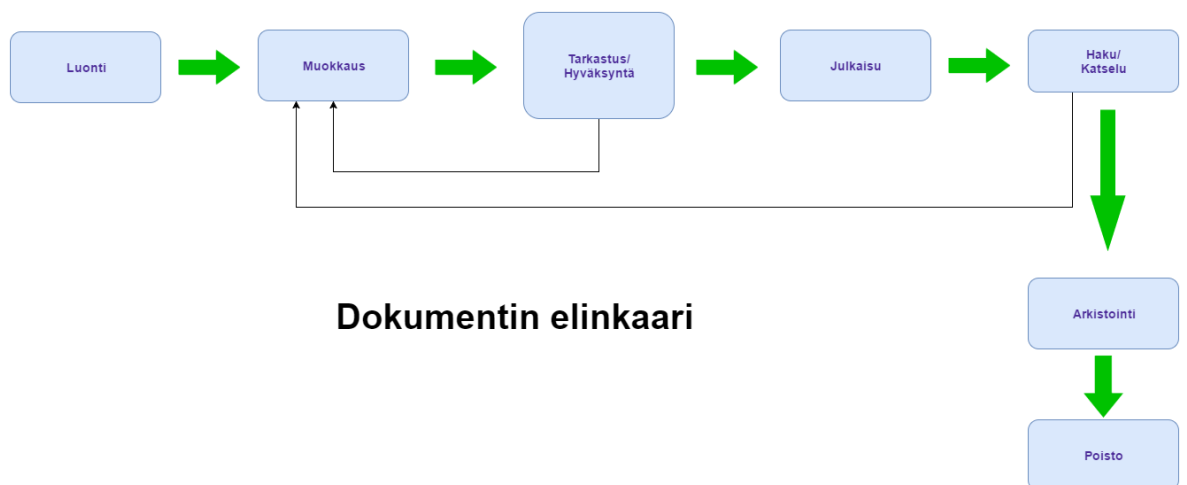 Luonti
Muokkaus
Tarkastus/
Hyväksyntä
Julkaisu
Haku/
Katselu
Dokumentin elinkaari
Arkistointi
Poisto